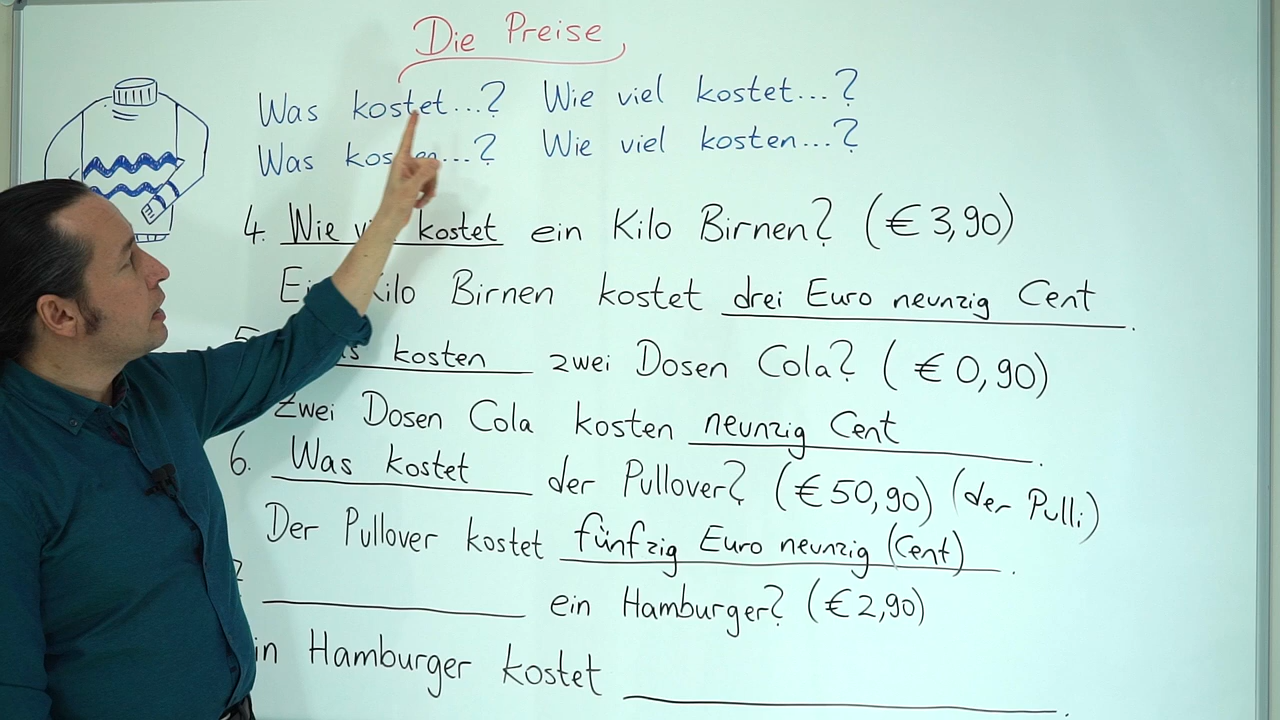 Die Preise
Was kostet...? Wie viel kostet...?
Was ...? Wie viel kosten...?
4. Wie kostet ein Kilo Birnen? (€ 3,90)
Kilo Birnen kostet drei Euro neunzig Cent
kosten zwei Dosen Cola? (€ 0,90)
Zwei Dosen Cola kosten neunzig Cent.
6. Was kostet der Pullover? (€ 50,90) (der Pulli)
Der Pullover kostet fünfzig Euro neunzig (Cent).
ein Hamburger? (€ 2,90)
Hamburger kostet .